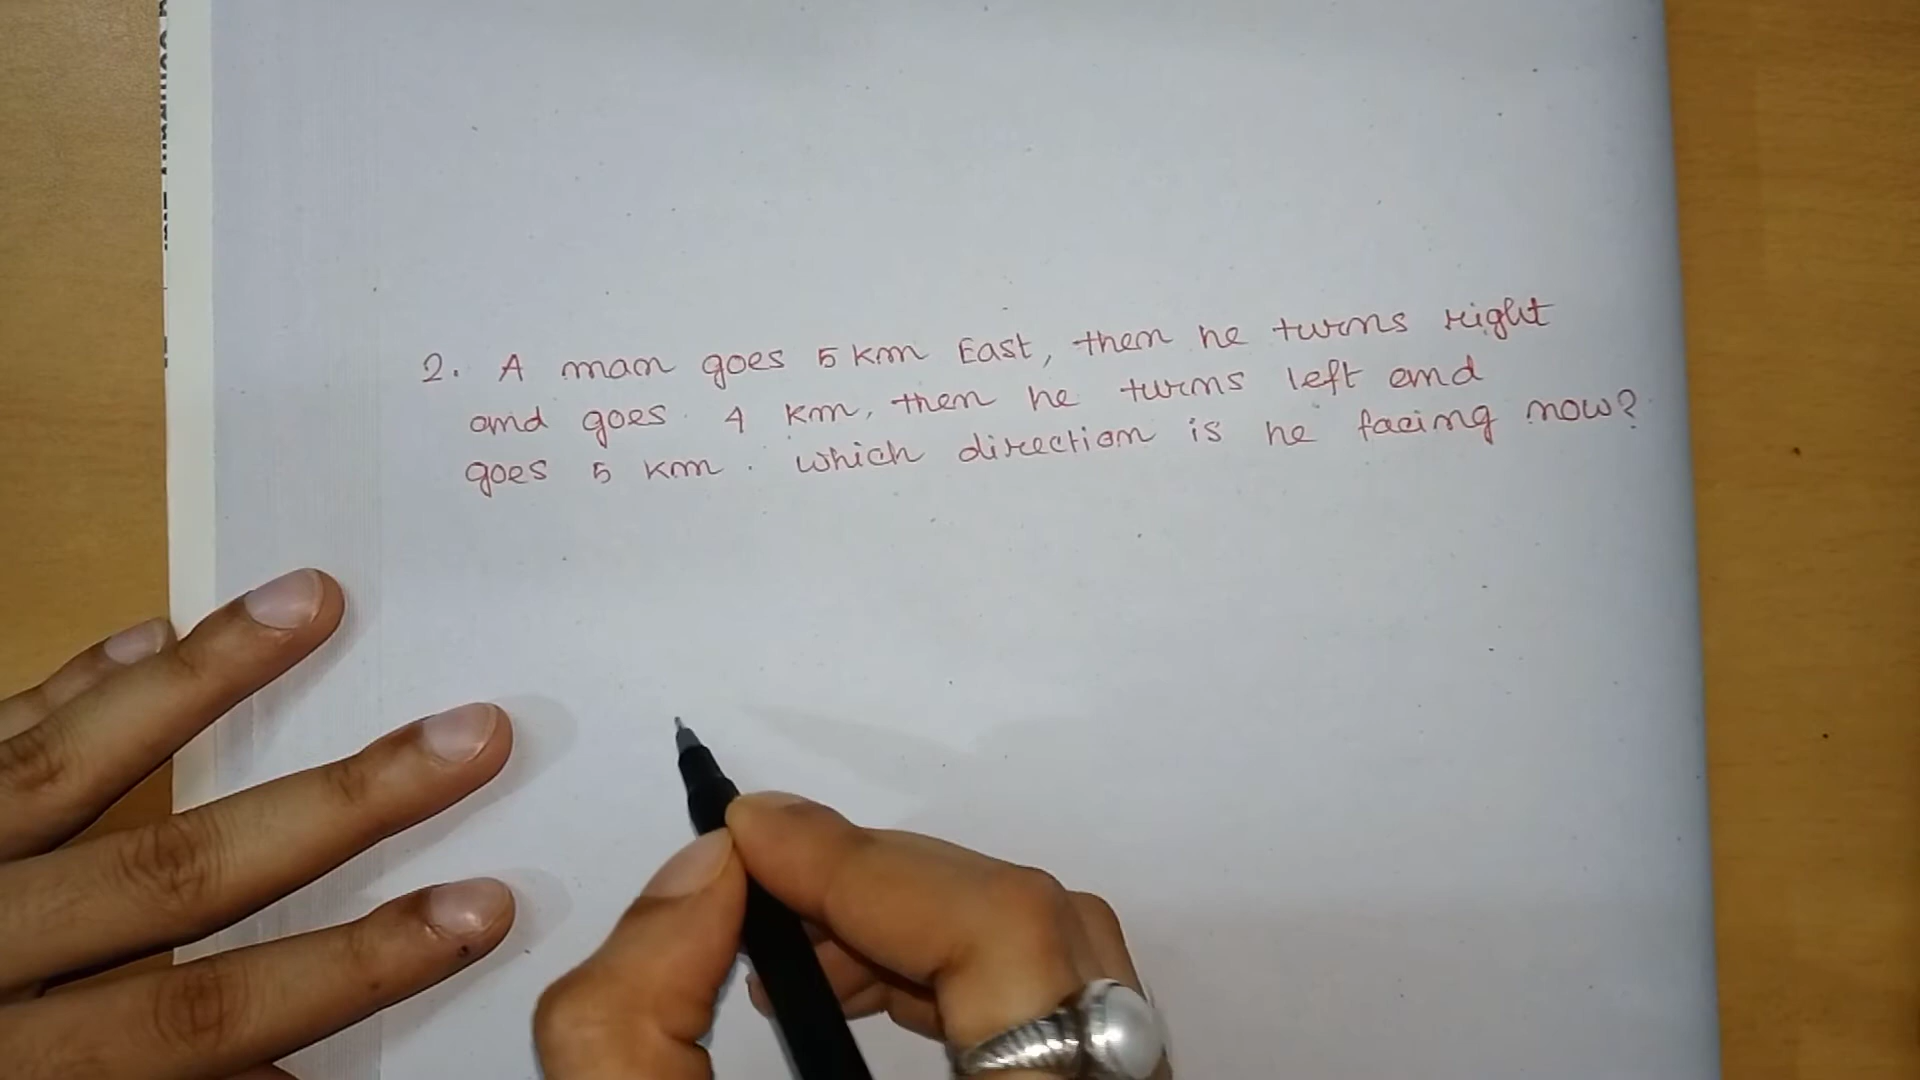 2. A man goes 5 km East, then he turns right
and goes 4 km, then he turns left and
goes 5 km. which direction is he facing now?